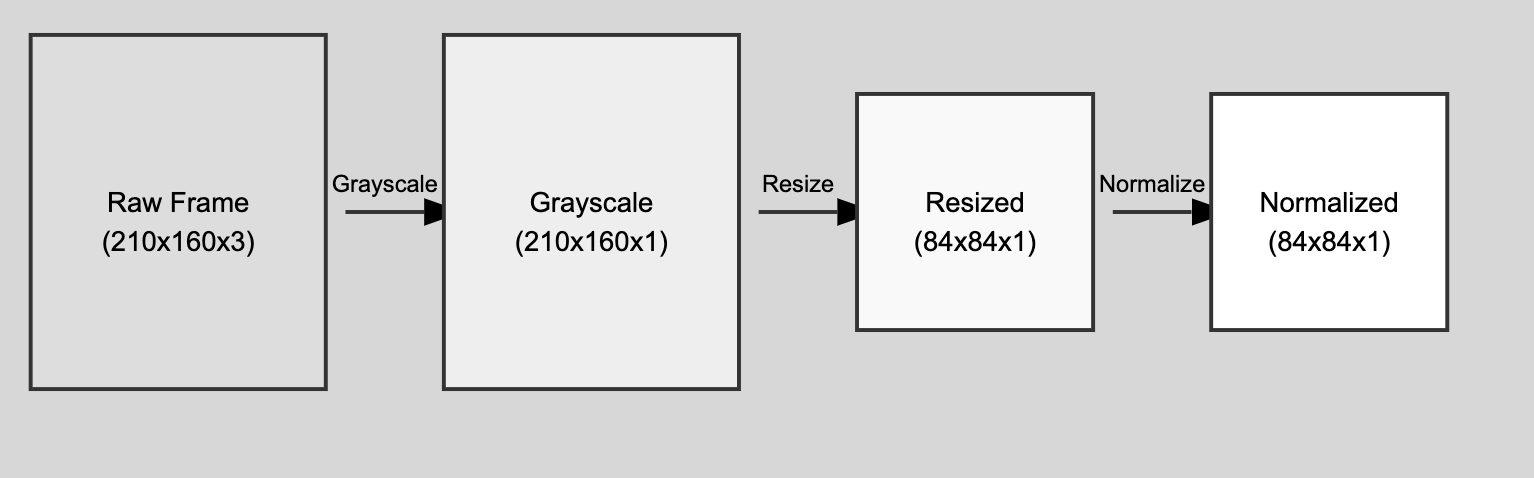 Raw Frame
(210x160x3)
Grayscale
Grayscale
(210x160x1)
Resize
Resized
(84x84x1)
Normalize
Normalized
(84x84x1)